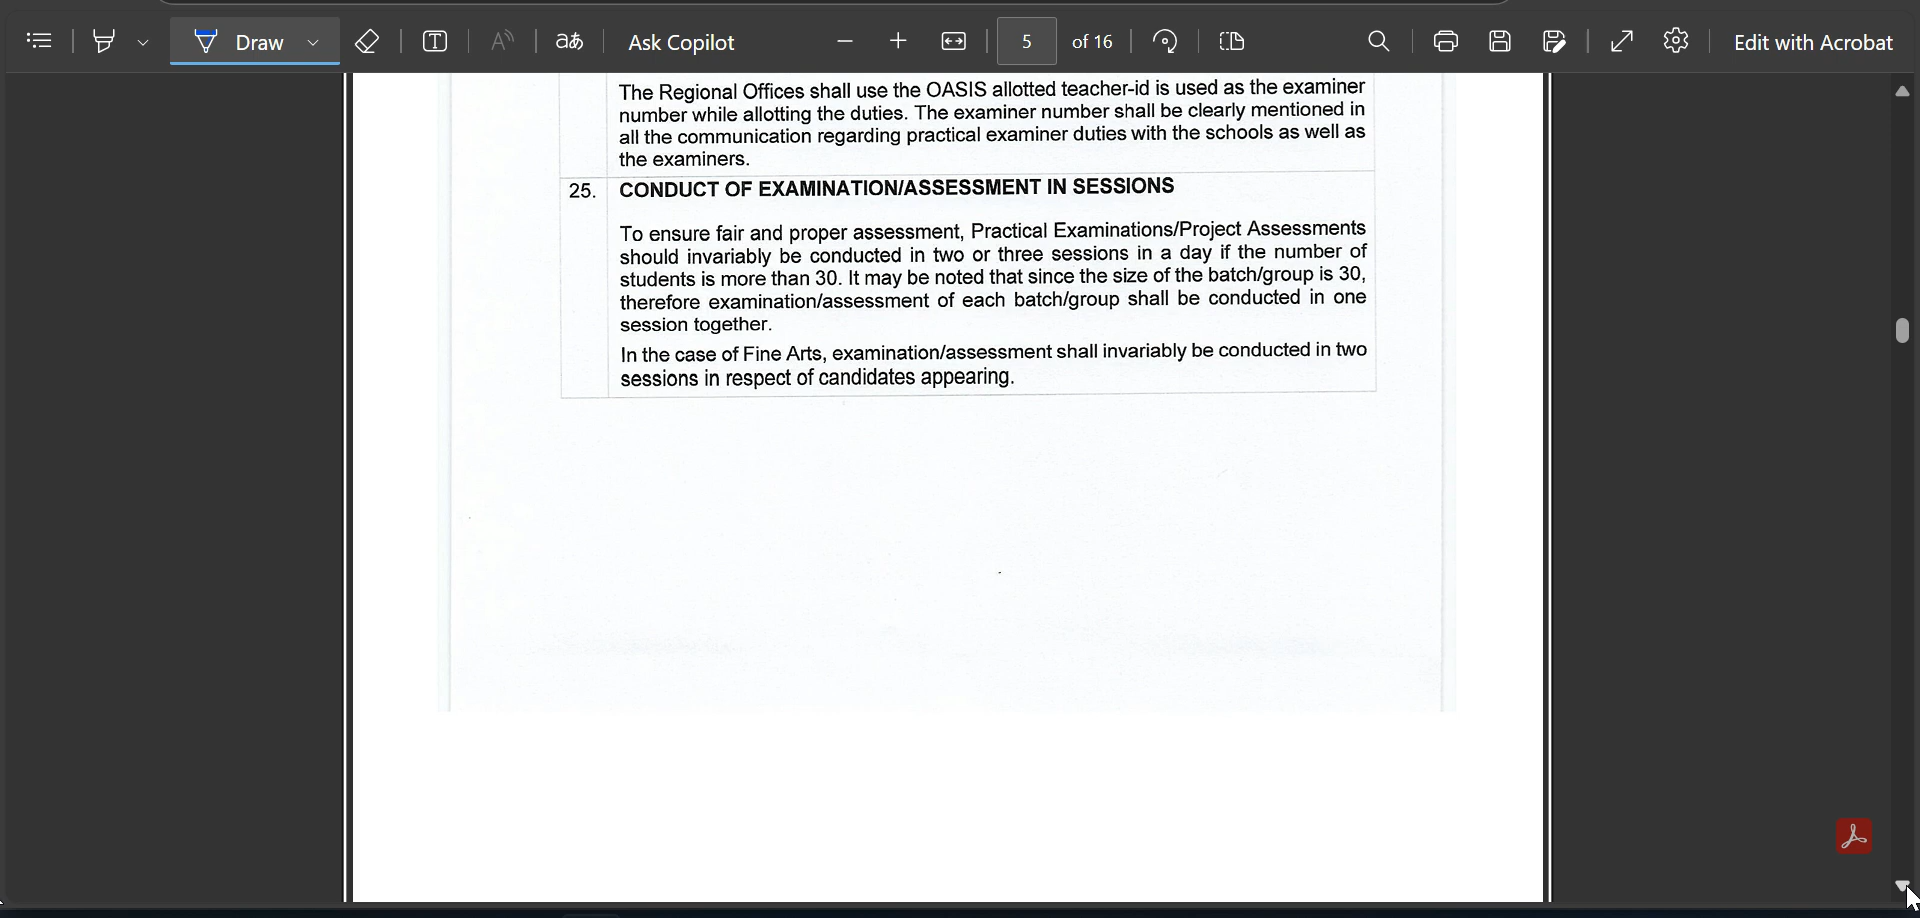 Draw
aあ
Ask Copilot
5
of 16
Edit with Acrobat
The Regional Offices shall use the OASIS allotted teacher-id is used as the examiner
number while allotting the duties. The examiner number shall be clearly mentioned in
all the communication regarding practical examiner duties with the schools as well as
the examiners.
25. CONDUCT OF EXAMINATION/ASSESSMENT IN SESSIONS
To ensure fair and proper assessment, Practical Examinations/Project Assessments
should invariably be conducted in two or three sessions in a day if the number of
students is more than 30. It may be noted that since the size of the batch/group is 30,
therefore examination/assessment of each batch/group shall be conducted in one
session together.
In the case of Fine Arts, examination/assessment shall invariably be conducted in two
sessions in respect of candidates appearing.